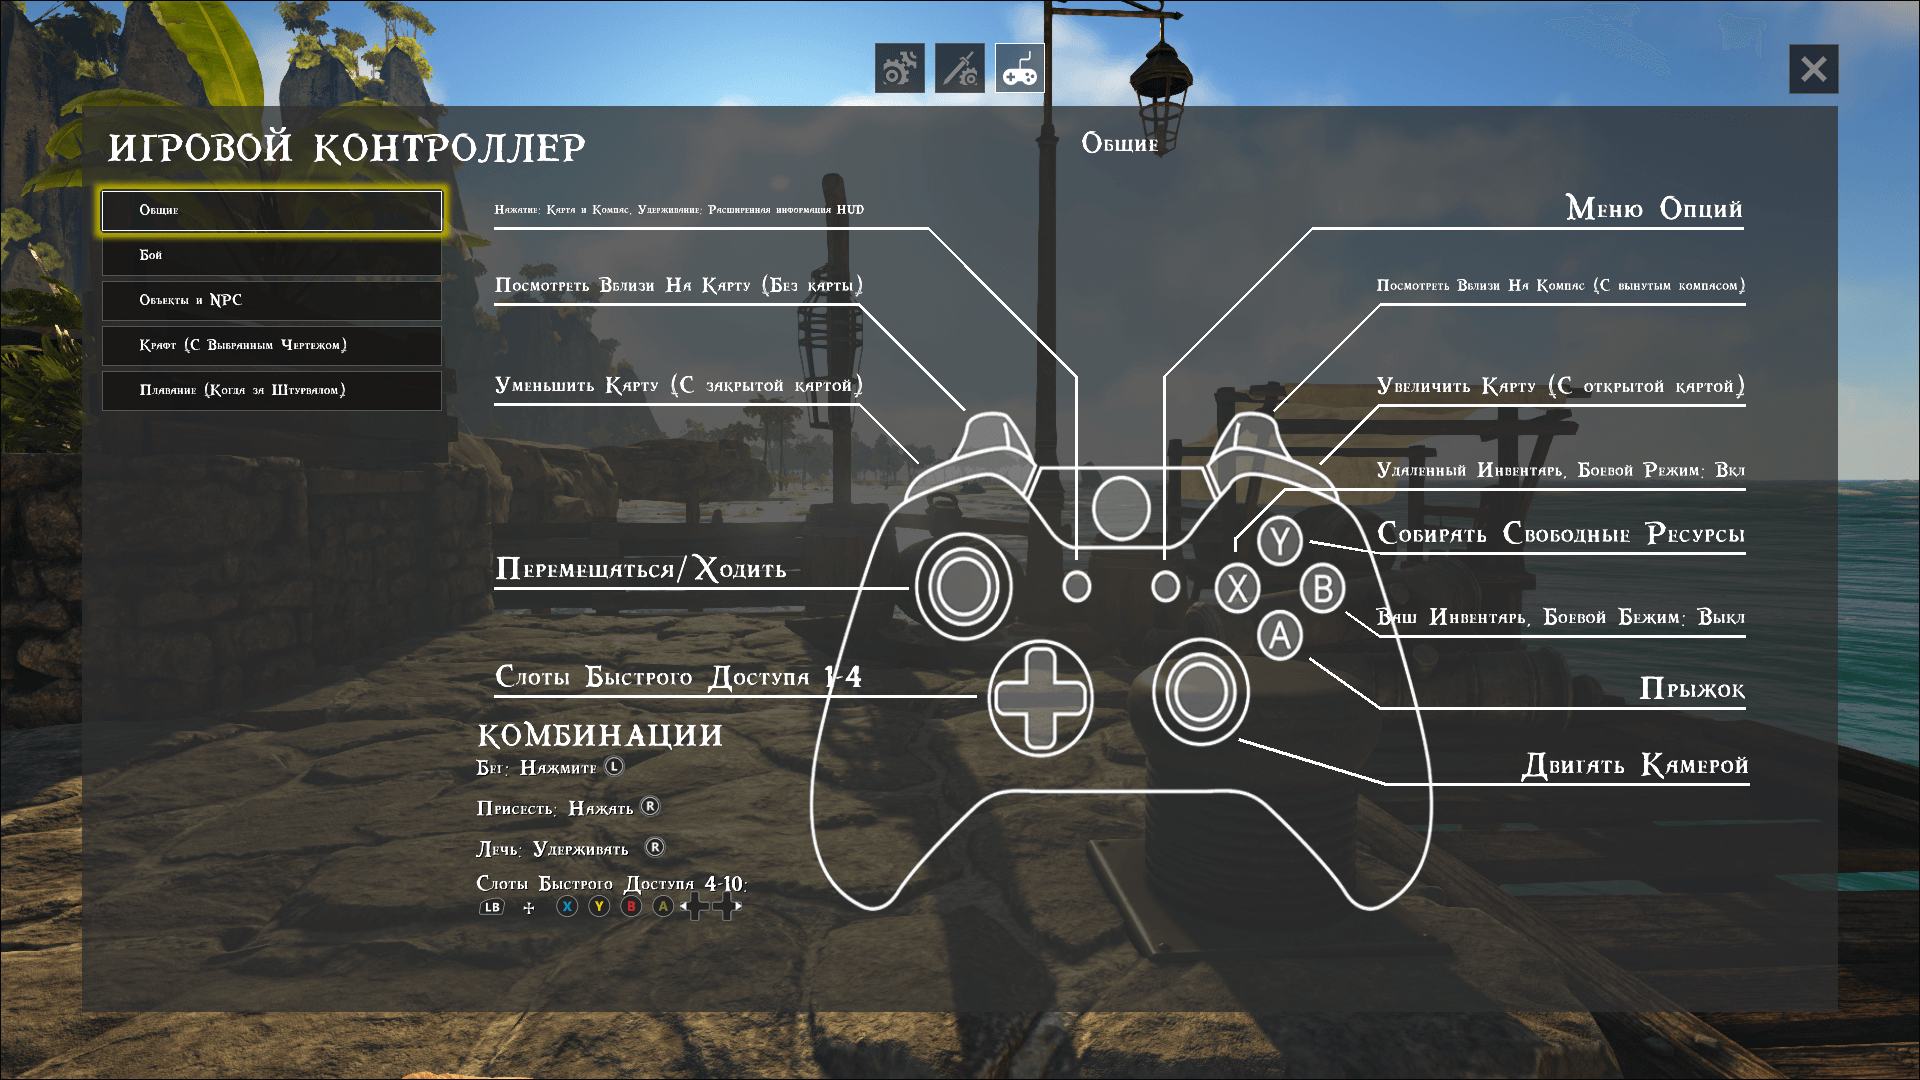 ИГРОВОЙ КОНТРОЛЛЕР
Общие
Общие
Бой
Объекты и NPC
Крафт (С Выбранным Чертежом)
Плавание (Когда за Штурвалом)
Нажатие: Карта и Компас, Удерживание: Расширенная информация HUD
Меню Опций
Посмотреть Вблизи На Карту (Без карты)
Посмотреть Вблизи На Компас (С вынутым компасом)
Уменьшить Карту (С закрытой картой)
Увеличить Карту (С открытой картой)
Удаленный Инвентарь, Боевой Режим: Вкл
Собирать Свободные Ресурсы
Перемещаться/Ходить
Y
X
B
A
Ваш Инвентарь, Боевой Бежим: Выкл
Слоты Быстрого Доступа 1-4
Прыжок
Двигать Камерой
КОМБИНАЦИИ
Бег: Нажмите L
Присесть: Нажать R
Лечь: Удерживать R
Слоты Быстрого Доступа 4-10:
LB + X Y B A